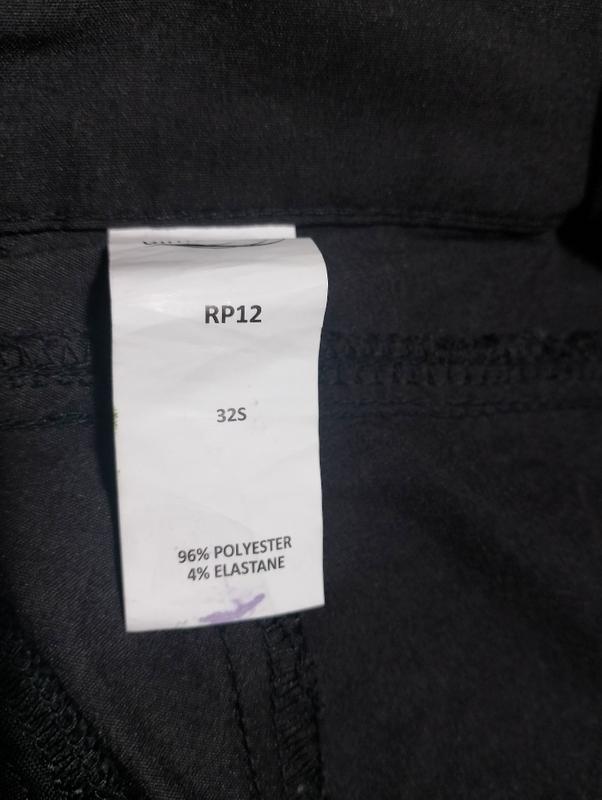 RP12
32S
96% POLYESTER
4% ELASTANE